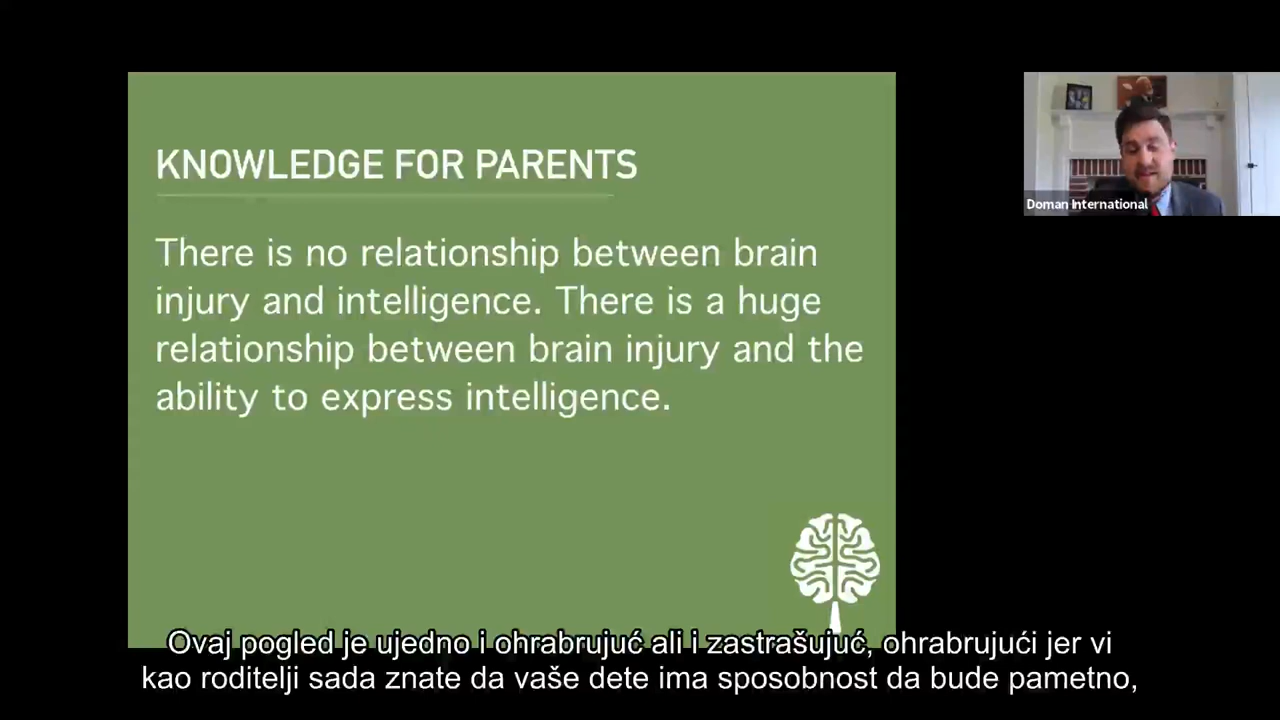 KNOWLEDGE FOR PARENTS
There is no relationship between brain
injury and intelligence. There is a huge
relationship between brain injury and the
ability to express intelligence.
Doman International
Ovaj pogled je ujedno i ohrabrujuć ali i zastrašujuć, ohrabrujući jer vi
kao roditelji sada znate da vaše dete ima sposobnost da bude pametno,